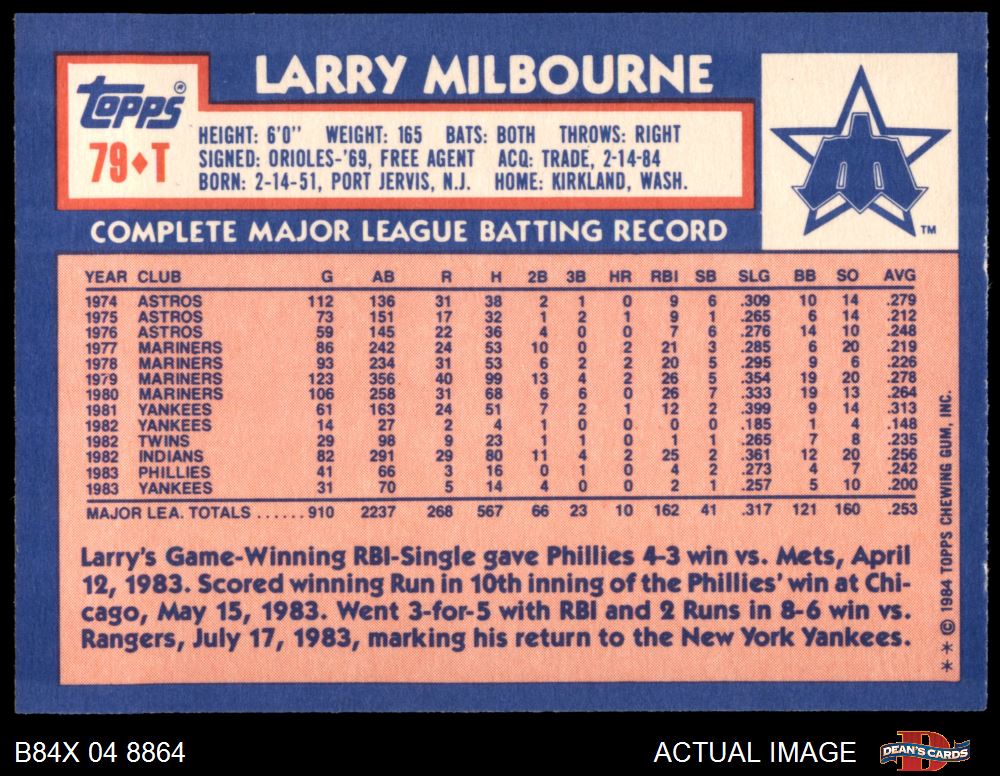 LARRY MILBOURNE
Topps®
79♦T
HEIGHT: 6'0" WEIGHT: 165 BATS: BOTH THROWS: RIGHT
SIGNED: ORIOLES-'69, FREE AGENT ACQ: TRADE, 2-14-84
BORN: 2-14-51, PORT JERVIS, N.J. HOME: KIRKLAND, WASH.
TM
COMPLETE MAJOR LEAGUE BATTING RECORD
YEAR CLUB G AB R H 2B 3B HR RBI SB SLG BB SO AVG
1974 ASTROS 112 136 31 38 2 1 0 9 6 .309 10 14 .279
1975 ASTROS 73 151 17 32 1 2 1 9 1 .265 6 14 .212
1976 ASTROS 59 145 22 36 4 0 0 7 6 .276 14 10 .248
1977 MARINERS 86 242 24 53 10 0 2 21 3 .285 6 20 .219
1978 MARINERS 93 234 31 53 6 2 2 20 5 .295 9 6 .226
1979 MARINERS 123 356 40 99 13 4 2 26 5 .354 19 20 .278
1980 MARINERS 106 258 31 68 6 6 0 26 7 .333 19 13 .264
1981 YANKEES 61 163 24 51 7 2 1 12 2 .399 9 14 .313
1982 YANKEES 14 27 2 4 1 0 0 0 0 .185 1 4 .148
1982 TWINS 29 98 9 23 1 1 0 1 1 .265 7 8 .235
1982 INDIANS 82 291 29 80 11 4 2 25 2 .361 12 20 .256
1983 PHILLIES 41 66 3 16 0 1 0 4 2 .273 4 7 .242
1983 YANKEES 31 70 5 14 4 0 0 2 1 .257 5 10 .200
MAJOR LEA. TOTALS ......910 2237 268 567 66 23 10 162 41 .317 121 160 .253
Larry's Game-Winning RBI-Single gave Phillies 4-3 win vs. Mets, April
12, 1983. Scored winning Run in 10th inning of the Phillies' win at Chi-
cago, May 15, 1983. Went 3-for-5 with RBI and 2 Runs in 8-6 win vs.
Rangers, July 17, 1983, marking his return to the New York Yankees.
* * © 1984 TOPPS CHEWING GUM, INC.
B84X 04 8864
ACTUAL IMAGE
DEAN'S CARDS